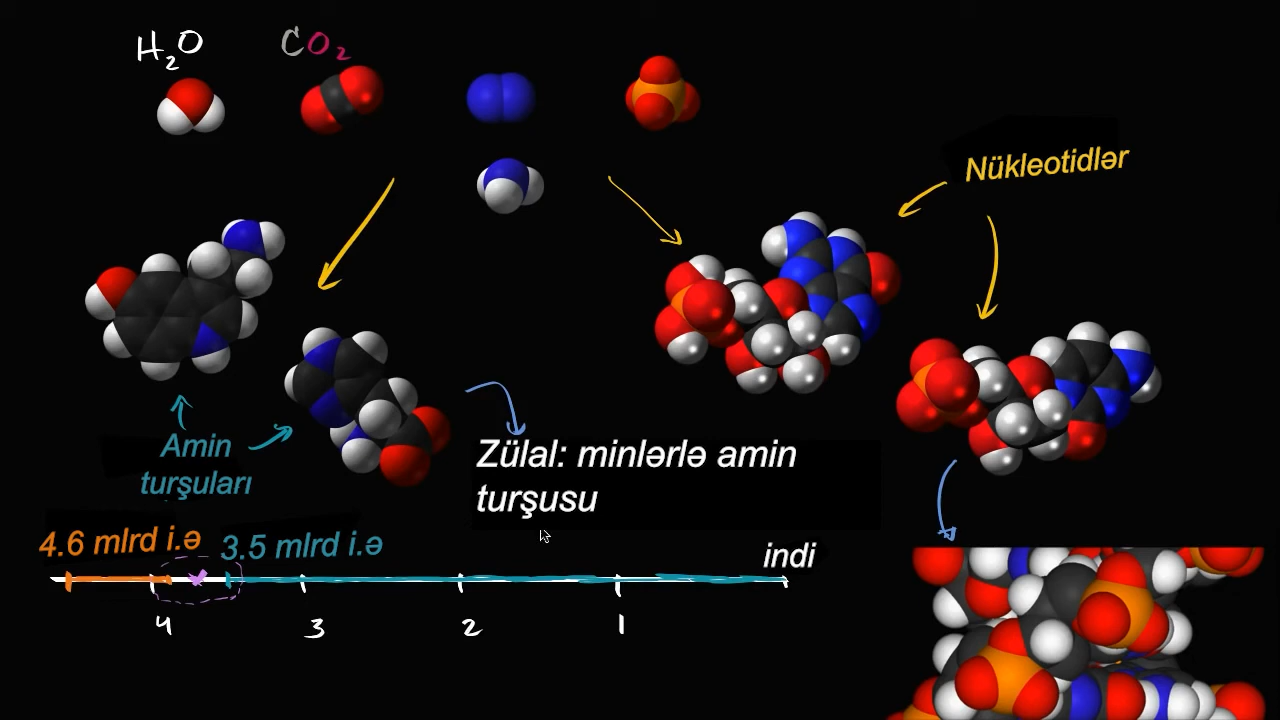 H₂O
CO₂
Nükleotidlər
Amin
turşuları
Zülal: minlərlə amin
turşusu
4.6 mlrd i.ə
3.5 mlrd i.ə
indi
4
3
2
1